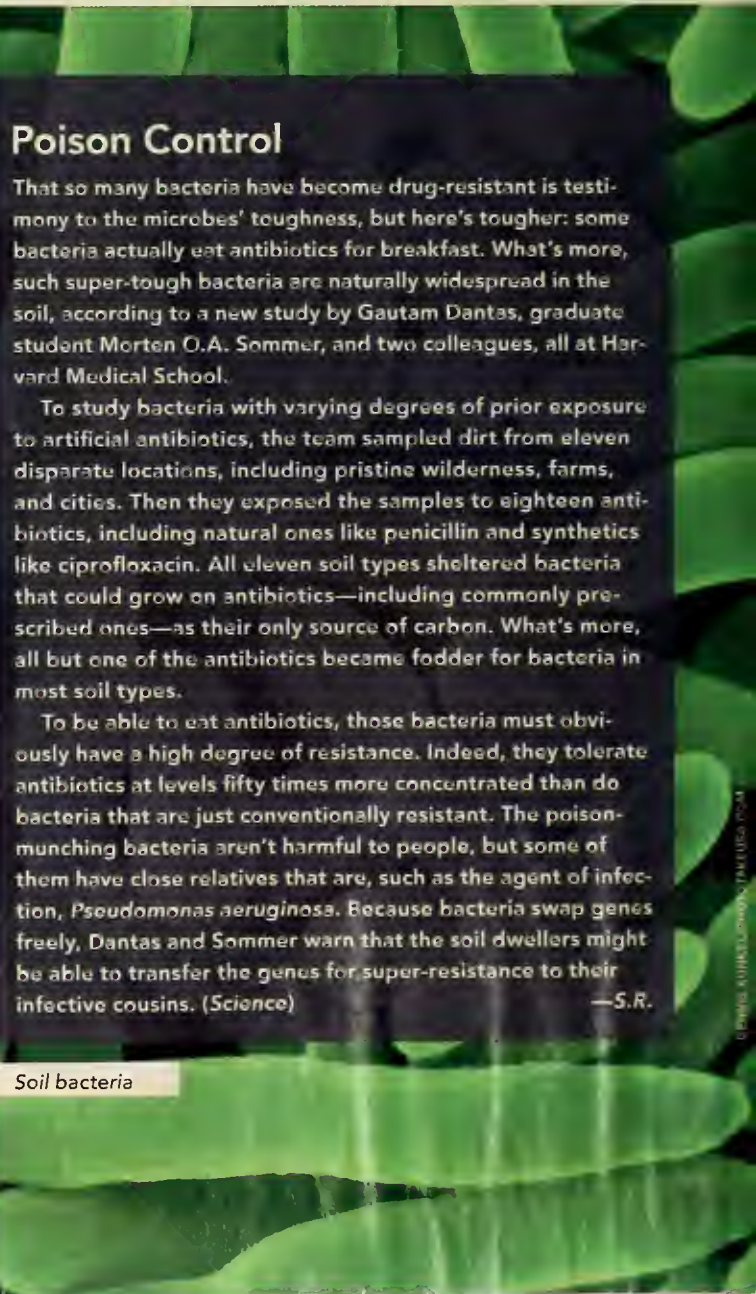 Poison Control
That so many bacteria have become drug-resistant is testi-
mony to the microbes' toughness, but here's tougher: some
bacteria actually eat antibiotics for breakfast. What's more,
such super-tough bacteria are naturally widespread in the
soil, according to a new study by Gautam Dantas, graduate
student Morten O.A. Sommer, and two colleagues, all at Har-
vard Medical School.
To study bacteria with varying degrees of prior exposure
to artificial antibiotics, the team sampled dirt from eleven
disparate locations, including pristine wilderness, farms,
and cities. Then they exposed the samples to eighteen anti-
biotics, including natural ones like penicillin and synthetics
like ciprofloxacin. All eleven soil types sheltered bacteria
that could grow on antibiotics—including commonly pre-
scribed ones—as their only source of carbon. What's more,
all but one of the antibiotics became fodder for bacteria in
most soil types.
To be able to eat antibiotics, those bacteria must obvi-
ously have a high degree of resistance. Indeed, they tolerate
antibiotics at levels fifty times more concentrated than do
bacteria that are just conventionally resistant. The poison-
munching bacteria aren't harmful to people, but some of
them have close relatives that are, such as the agent of infec-
tion, Pseudomonas aeruginosa. Because bacteria swap genes
freely, Dantas and Sommer warn that the soil dwellers might
be able to transfer the genes for super-resistance to their
infective cousins. (Science) —S.R.
Soil bacteria